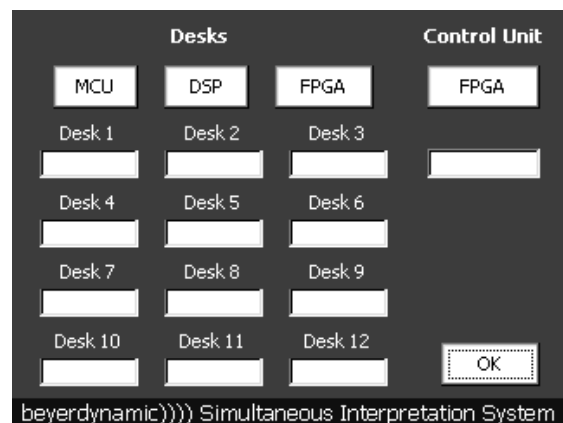 Desks Control Unit
MCU DSP FPGA FPGA
Desk 1 Desk 2 Desk 3
Desk 4 Desk 5 Desk 6
Desk 7 Desk 8 Desk 9
Desk 10 Desk 11 Desk 12
OK
beyerdynamic)))) Simultaneous Interpretation System